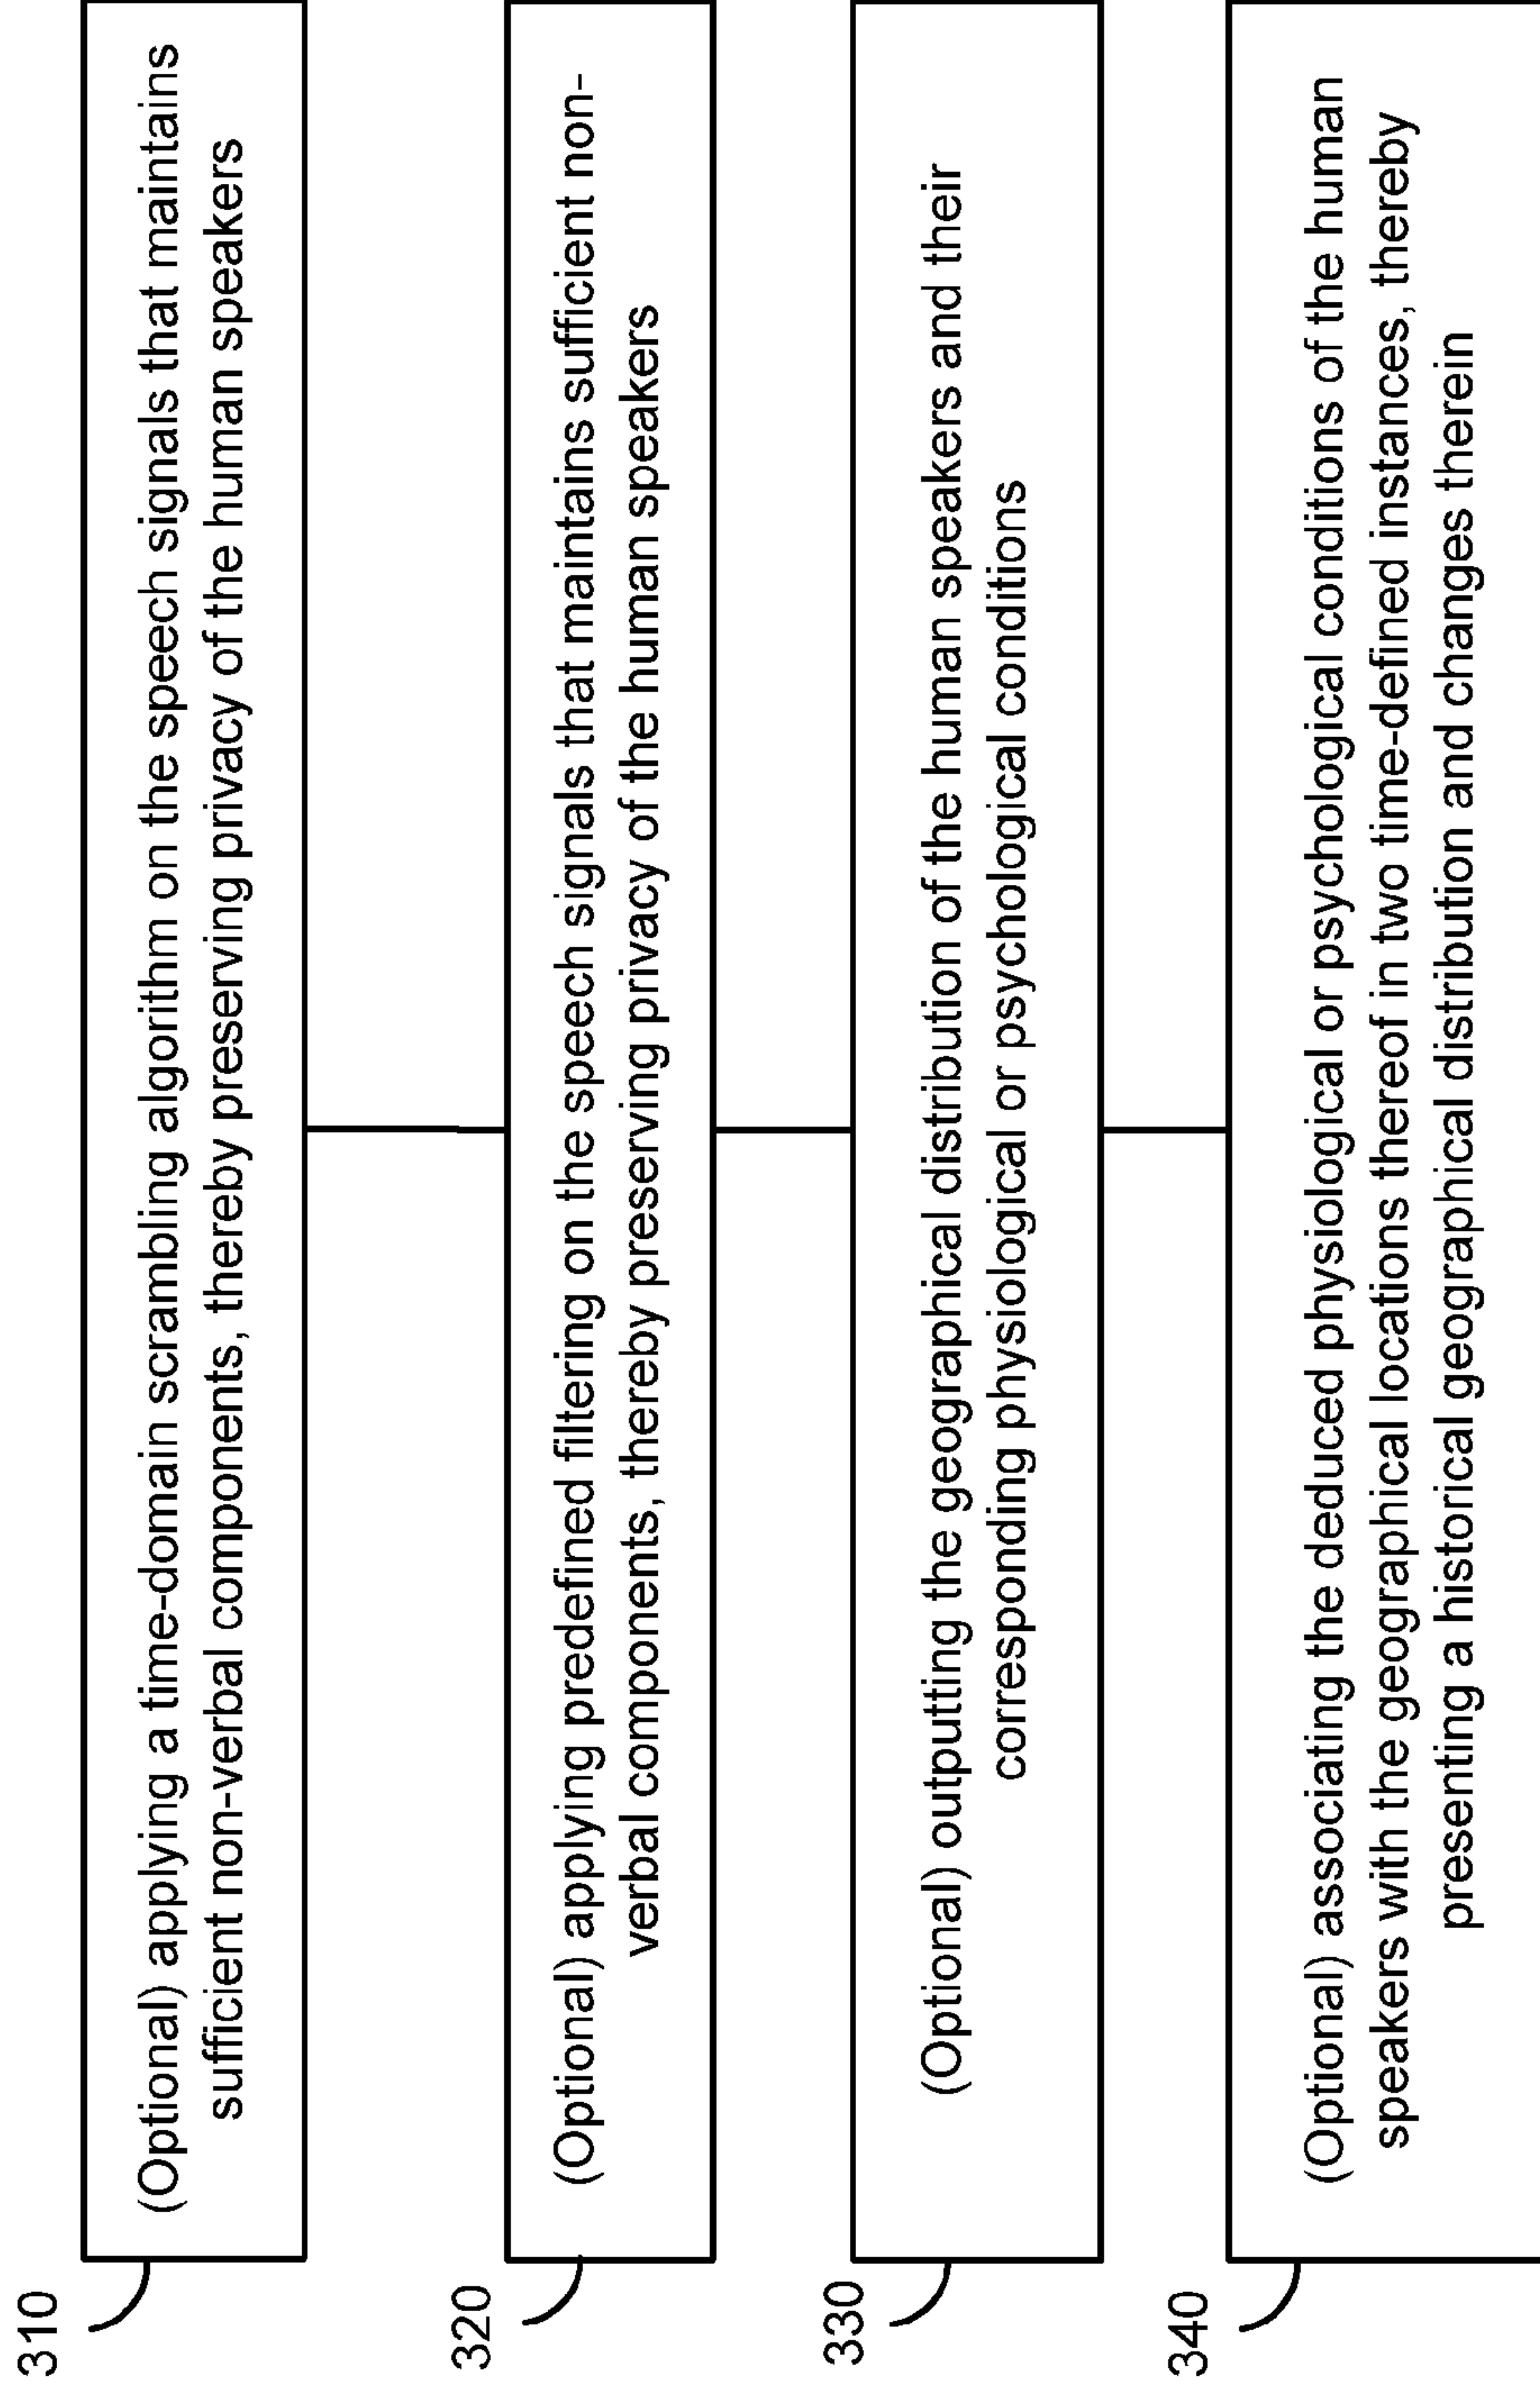 310
(Optional) applying a time-domain scrambling algorithm on the speech signals that maintains
sufficient non-verbal components, thereby preserving privacy of the human speakers
320
(Optional) applying predefined filtering on the speech signals that maintains sufficient non-
verbal components, thereby preserving privacy of the human speakers
330
(Optional) outputting the geographical distribution of the human speakers and their
corresponding physiological or psychological conditions
340
(Optional) associating the deduced physiological or psychological conditions of the human
speakers with the geographical locations thereof in two time-defined instances, thereby
presenting a historical geographical distribution and changes therein